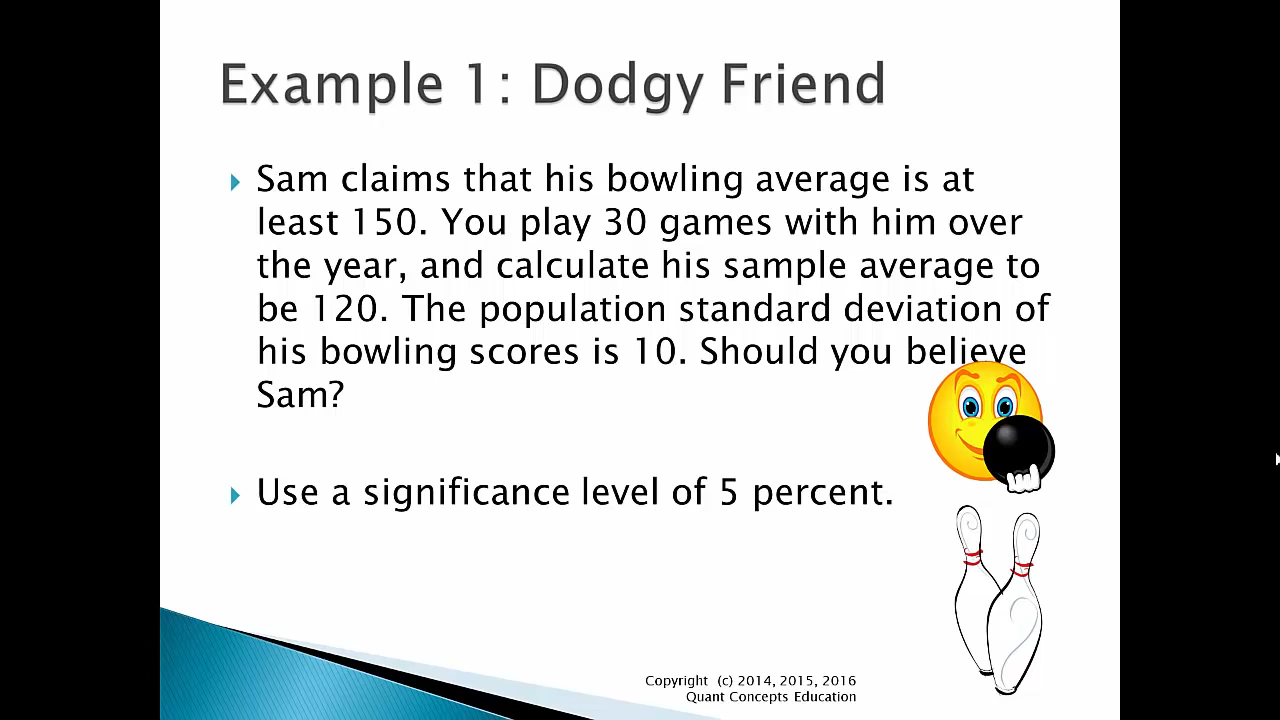 Example 1: Dodgy Friend
Sam claims that his bowling average is at
least 150. You play 30 games with him over
the year, and calculate his sample average to
be 120. The population standard deviation of
his bowling scores is 10. Should you believe
Sam?
Use a significance level of 5 percent.
Copyright (c) 2014, 2015, 2016
Quant Concepts Education